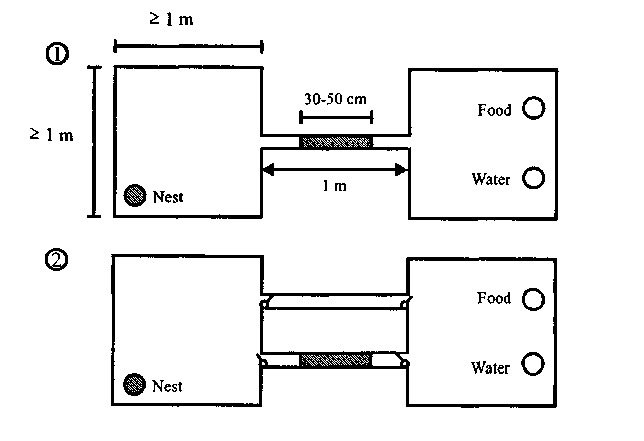 ≥ 1 m
①
30-50 cm
Food
≥ 1 m
1 m
Water
Nest
②
Food
Water
Nest